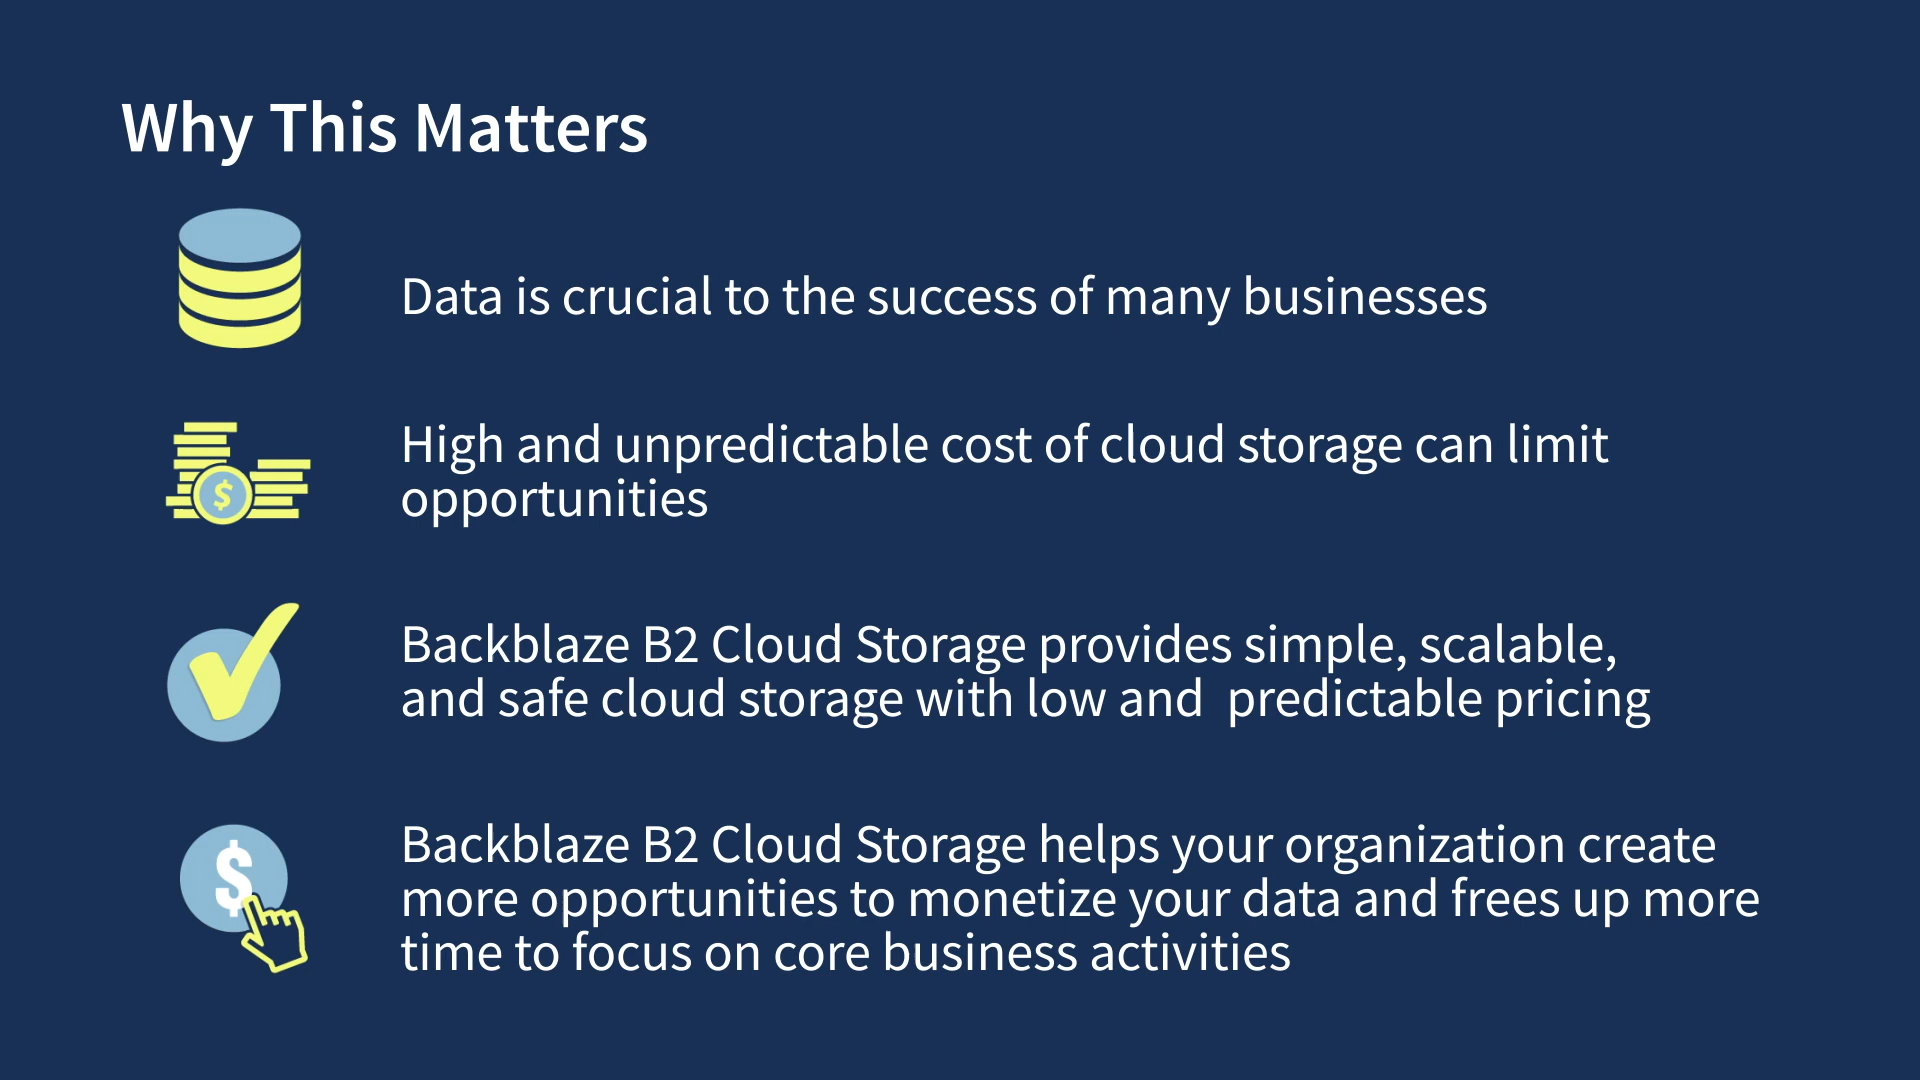 Why This Matters
Data is crucial to the success of many businesses
$
High and unpredictable cost of cloud storage can limit
opportunities
Backblaze B2 Cloud Storage provides simple, scalable,
and safe cloud storage with low and  predictable pricing
$
Backblaze B2 Cloud Storage helps your organization create
more opportunities to monetize your data and frees up more
time to focus on core business activities